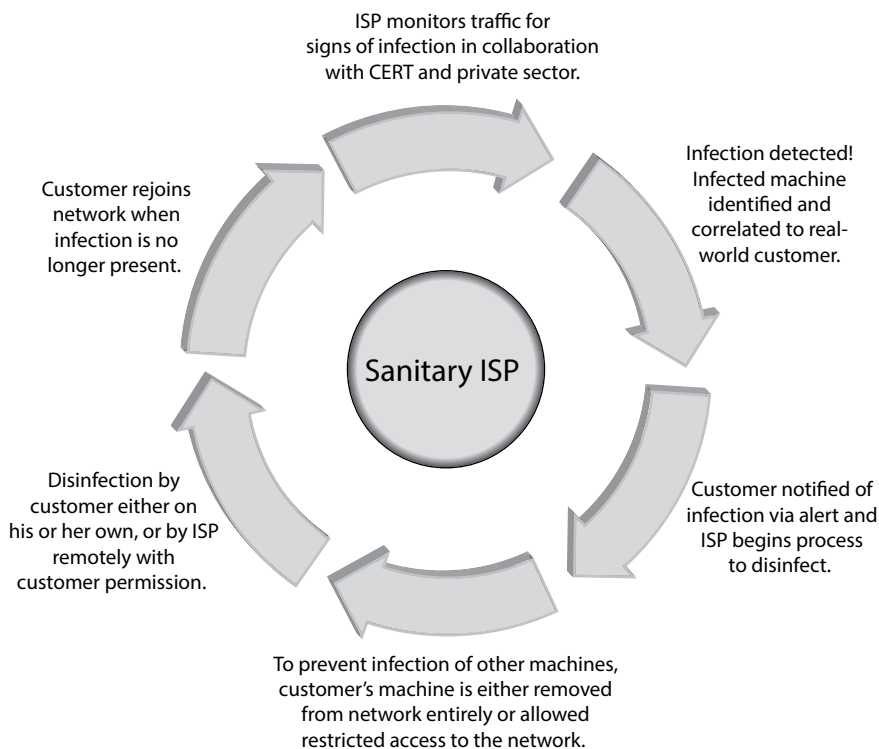 ISP monitors traffic for
signs of infection in collaboration
with CERT and private sector.
Infection detected!
Infected machine
identified and
correlated to real-
world customer.
Customer notified of
infection via alert and
ISP begins process
to disinfect.
To prevent infection of other machines,
customer's machine is either removed
from network entirely or allowed
restricted access to the network.
Disinfection by
customer either on
his or her own, or by ISP
remotely with
customer permission.
Customer rejoins
network when
infection is no
longer present.
Sanitary ISP